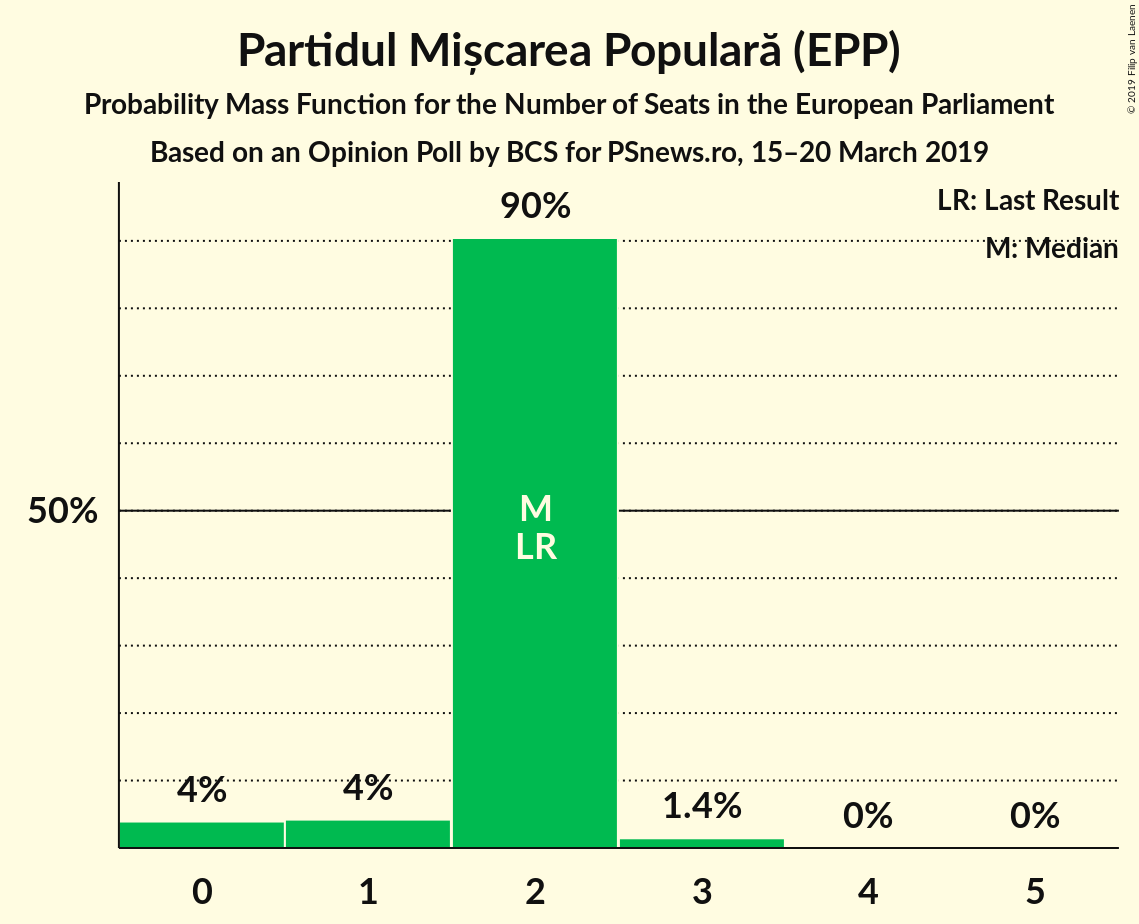 Partidul Mișcarea Populară (EPP)
Probability Mass Function for the Number of Seats in the European Parliament
Based on an Opinion Poll by BCS for PSnews.ro, 15–20 March 2019
© 2019 Filip van Laenen
LR: Last Result
M: Median
90%
50%
M
LR
4%
4%
1.4%
0%
0%
0
1
2
3
4
5